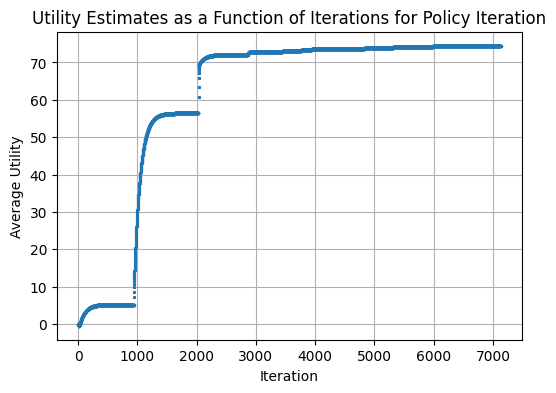 Utility Estimates as a Function of Iterations for Policy Iteration
70
60
50
40
30
20
10
0
Average Utility
0 1000 2000 3000 4000 5000 6000 7000
Iteration